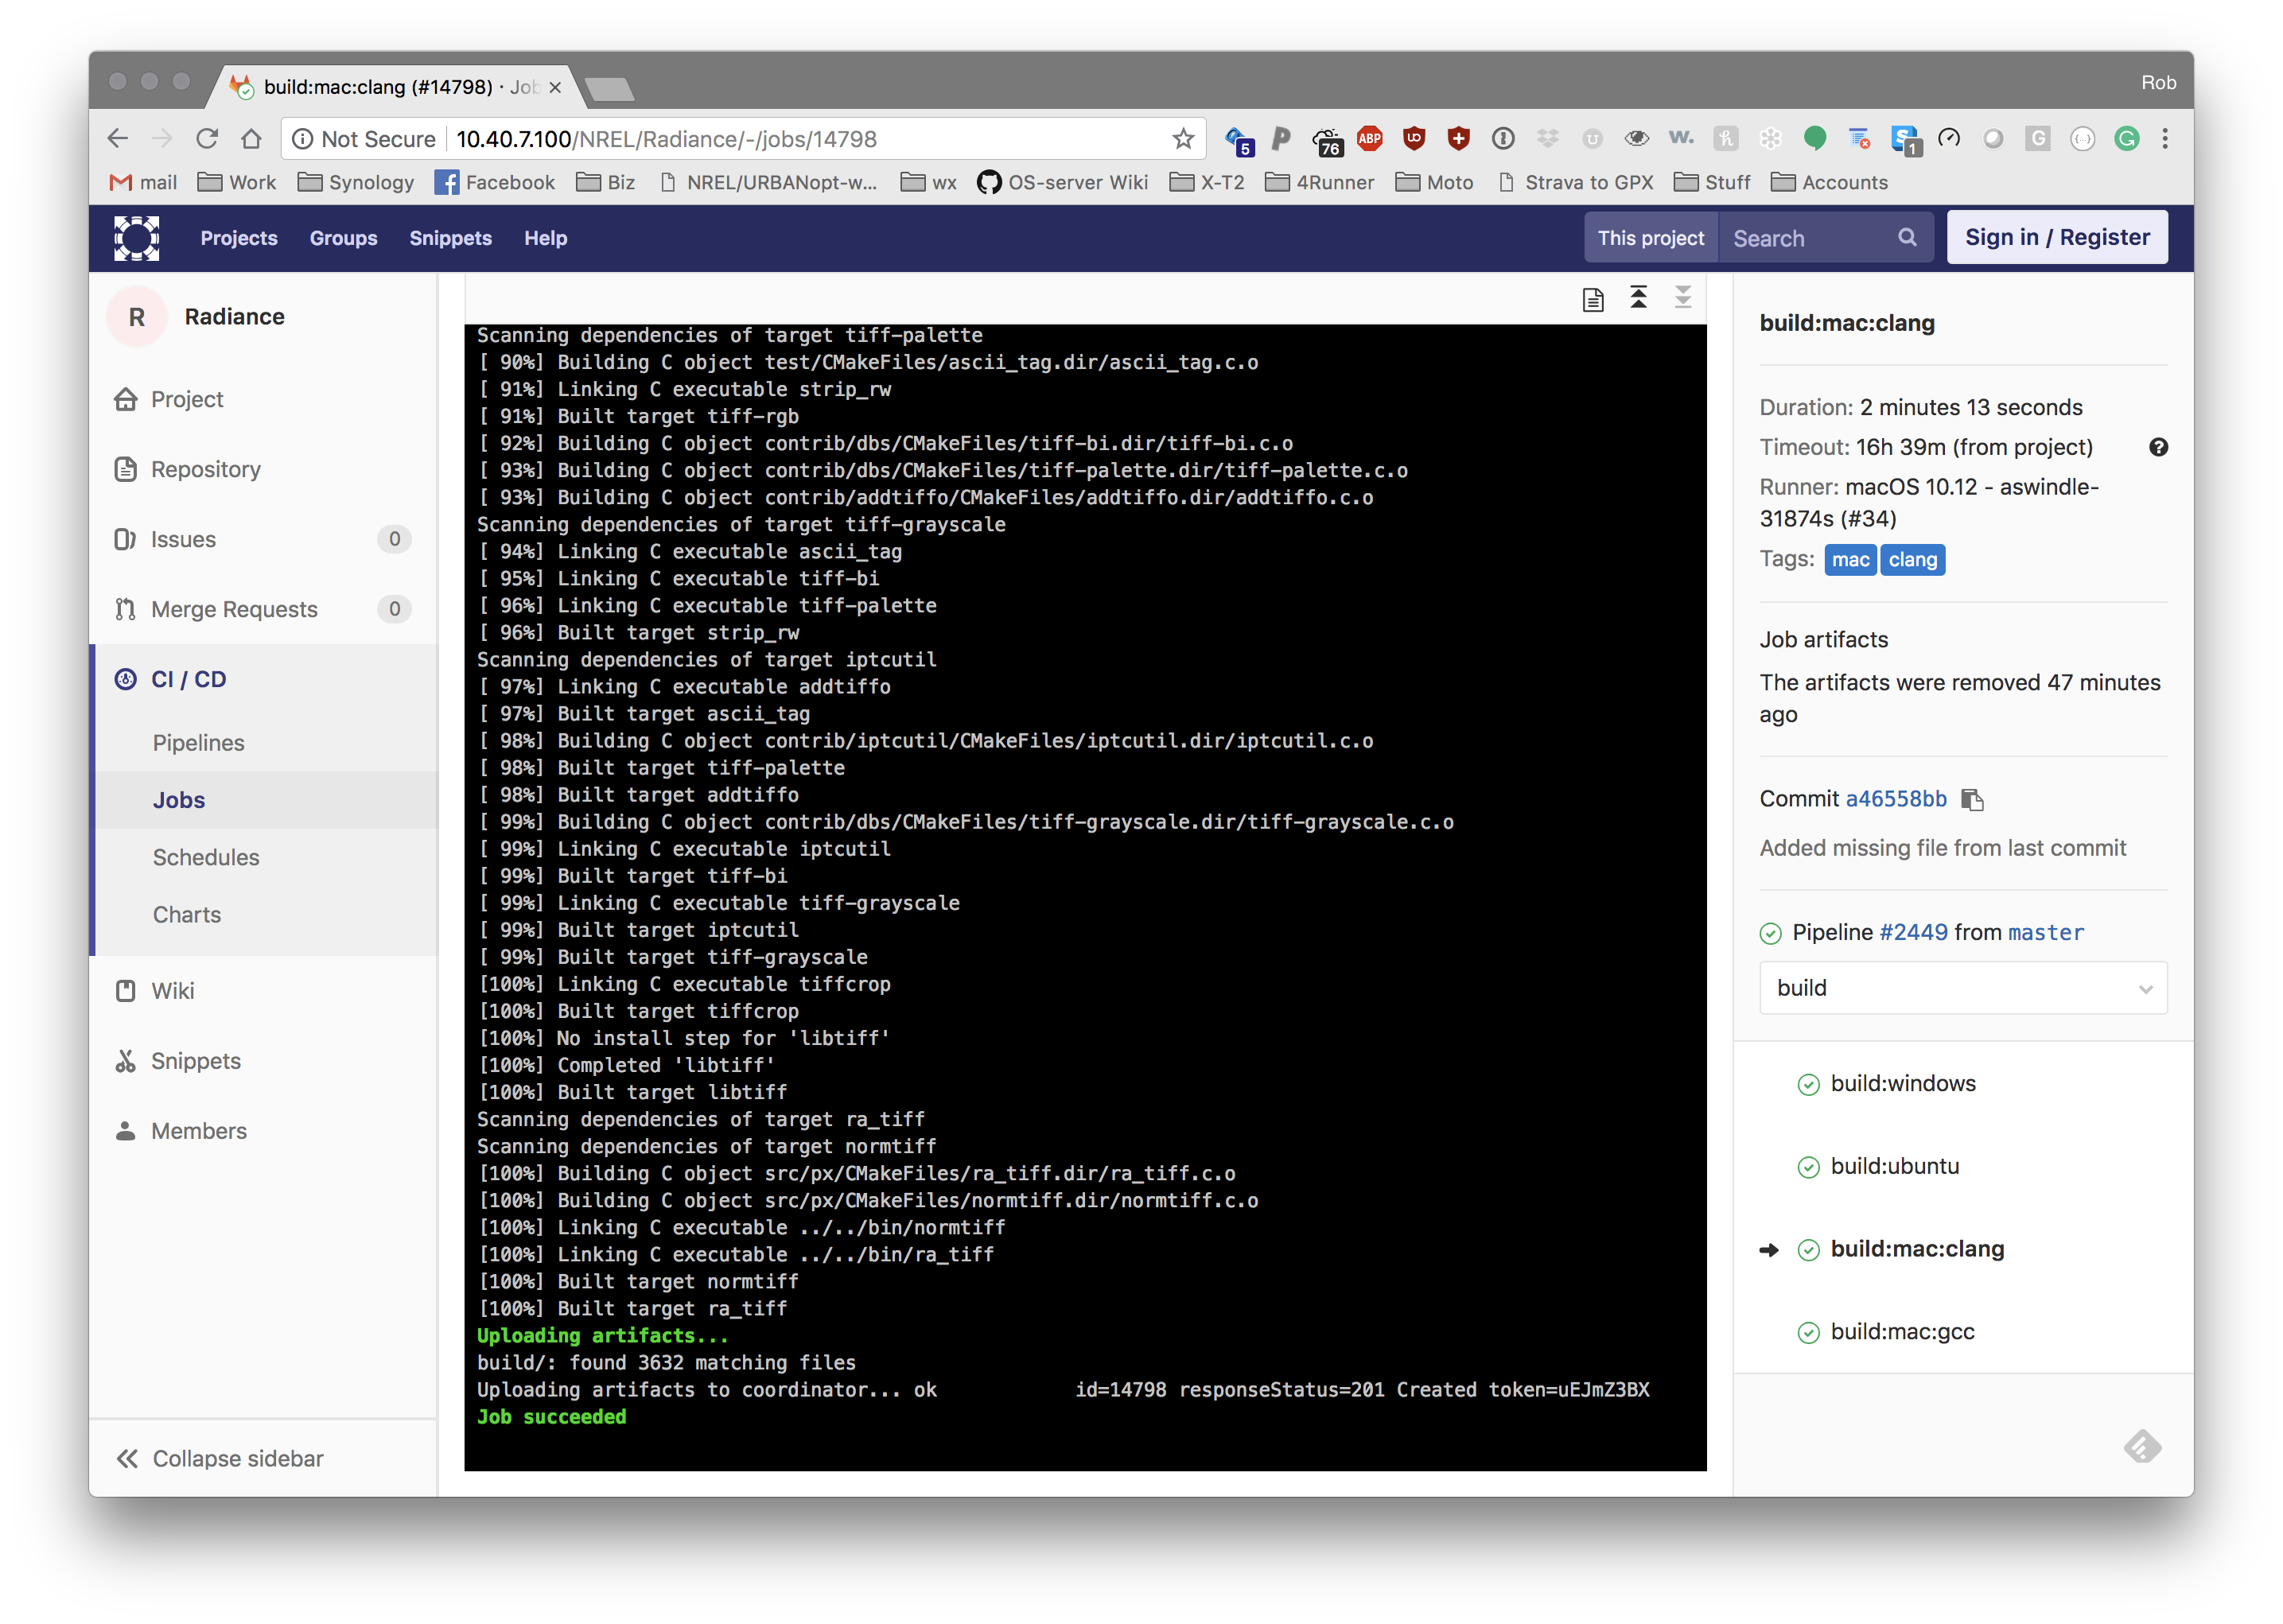 build:mac:clang (#14798) · Job
Rob
Not Secure
10.40.7.100/NREL/Radiance/-/jobs/14798
5
76
ABP
1
mail
Work
Synology
Facebook
Biz
NREL/URBANopt-w...
wx
OS-server Wiki
X-T2
4Runner
Moto
Strava to GPX
Stuff
Accounts
Projects
Groups
Snippets
Help
This project
Search
Sign in / Register
R
Radiance
Project
Repository
Issues
0
Merge Requests
0
CI / CD
Pipelines
Jobs
Schedules
Charts
Wiki
Snippets
Members
Collapse sidebar
Scanning dependencies of target tiff-palette
[ 90%] Building C object test/CMakeFiles/ascii_tag.dir/ascii_tag.c.o
[ 91%] Linking C executable strip_rw
[ 91%] Built target tiff-rgb
[ 92%] Building C object contrib/dbs/CMakeFiles/tiff-bi.dir/tiff-bi.c.o
[ 93%] Building C object contrib/dbs/CMakeFiles/tiff-palette.dir/tiff-palette.c.o
[ 93%] Building C object contrib/addtiffo/CMakeFiles/addtiffo.dir/addtiffo.c.o
Scanning dependencies of target tiff-grayscale
[ 94%] Linking C executable ascii_tag
[ 95%] Linking C executable tiff-bi
[ 96%] Linking C executable tiff-palette
[ 96%] Built target strip_rw
Scanning dependencies of target iptcutil
[ 97%] Linking C executable addtiffo
[ 97%] Built target ascii_tag
[ 98%] Building C object contrib/iptcutil/CMakeFiles/iptcutil.dir/iptcutil.c.o
[ 98%] Built target tiff-palette
[ 98%] Built target addtiffo
[ 99%] Building C object contrib/dbs/CMakeFiles/tiff-grayscale.dir/tiff-grayscale.c.o
[ 99%] Linking C executable iptcutil
[ 99%] Built target tiff-bi
[ 99%] Linking C executable tiff-grayscale
[ 99%] Built target iptcutil
[ 99%] Built target tiff-grayscale
[100%] Linking C executable tiffcrop
[100%] Built target tiffcrop
[100%] No install step for 'libtiff'
[100%] Completed 'libtiff'
[100%] Built target libtiff
Scanning dependencies of target ra_tiff
Scanning dependencies of target normtiff
[100%] Building C object src/px/CMakeFiles/ra_tiff.dir/ra_tiff.c.o
[100%] Building C object src/px/CMakeFiles/normtiff.dir/normtiff.c.o
[100%] Linking C executable ../../bin/normtiff
[100%] Linking C executable ../../bin/ra_tiff
[100%] Built target normtiff
[100%] Built target ra_tiff
Uploading artifacts...
build/: found 3632 matching files
Uploading artifacts to coordinator... ok id=14798 responseStatus=201 Created token=uEJmZ3BX
Job succeeded
build:mac:clang
Duration: 2 minutes 13 seconds
Timeout: 16h 39m (from project)
Runner: macOS 10.12 - aswindle-
31874s (#34)
Tags: mac clang
Job artifacts
The artifacts were removed 47 minutes
ago
Commit a46558bb
Added missing file from last commit
Pipeline #2449 from master
build
build:windows
build:ubuntu
build:mac:clang
build:mac:gcc